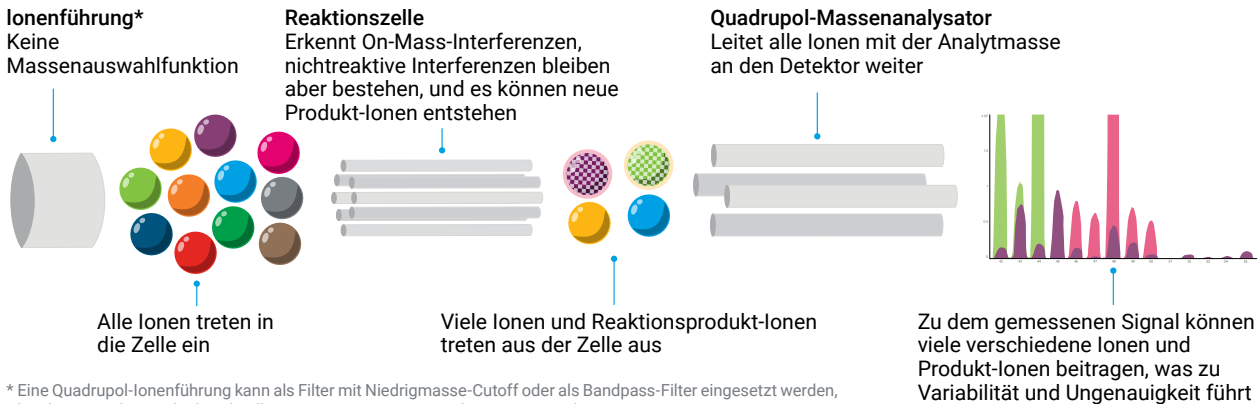 Ionenführung*
Keine
Massenauswahlfunktion
Reaktionszelle
Erkennt On-Mass-Interferenzen,
nichtreaktive Interferenzen bleiben
aber bestehen, und es können neue
Produkt-Ionen entstehen
Quadrupol-Massenanalysator
Leitet alle Ionen mit der Analytmasse
an den Detektor weiter
Alle Ionen treten in
die Zelle ein
Viele Ionen und Reaktionsprodukt-Ionen
treten aus der Zelle aus
Zu dem gemessenen Signal können
viele verschiedene Ionen und
Produkt-Ionen beitragen, was zu
Variabilität und Ungenauigkeit führt
* Eine Quadrupol-Ionenführung kann als Filter mit Niedrigmasse-Cutoff oder als Bandpass-Filter eingesetzt werden,